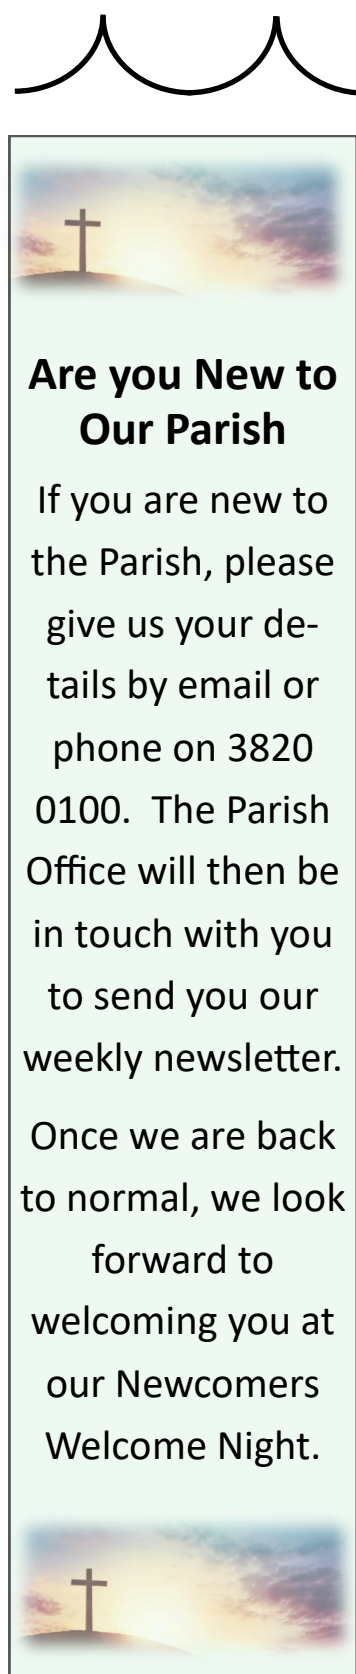 Are you New to
Our Parish
If you are new to
the Parish, please
give us your de-
tails by email or
phone on 3820
0100.  The Parish
Office will then be
in touch with you
to send you our
weekly newsletter.
Once we are back
to normal, we look
forward to
welcoming you at
our Newcomers
Welcome Night.